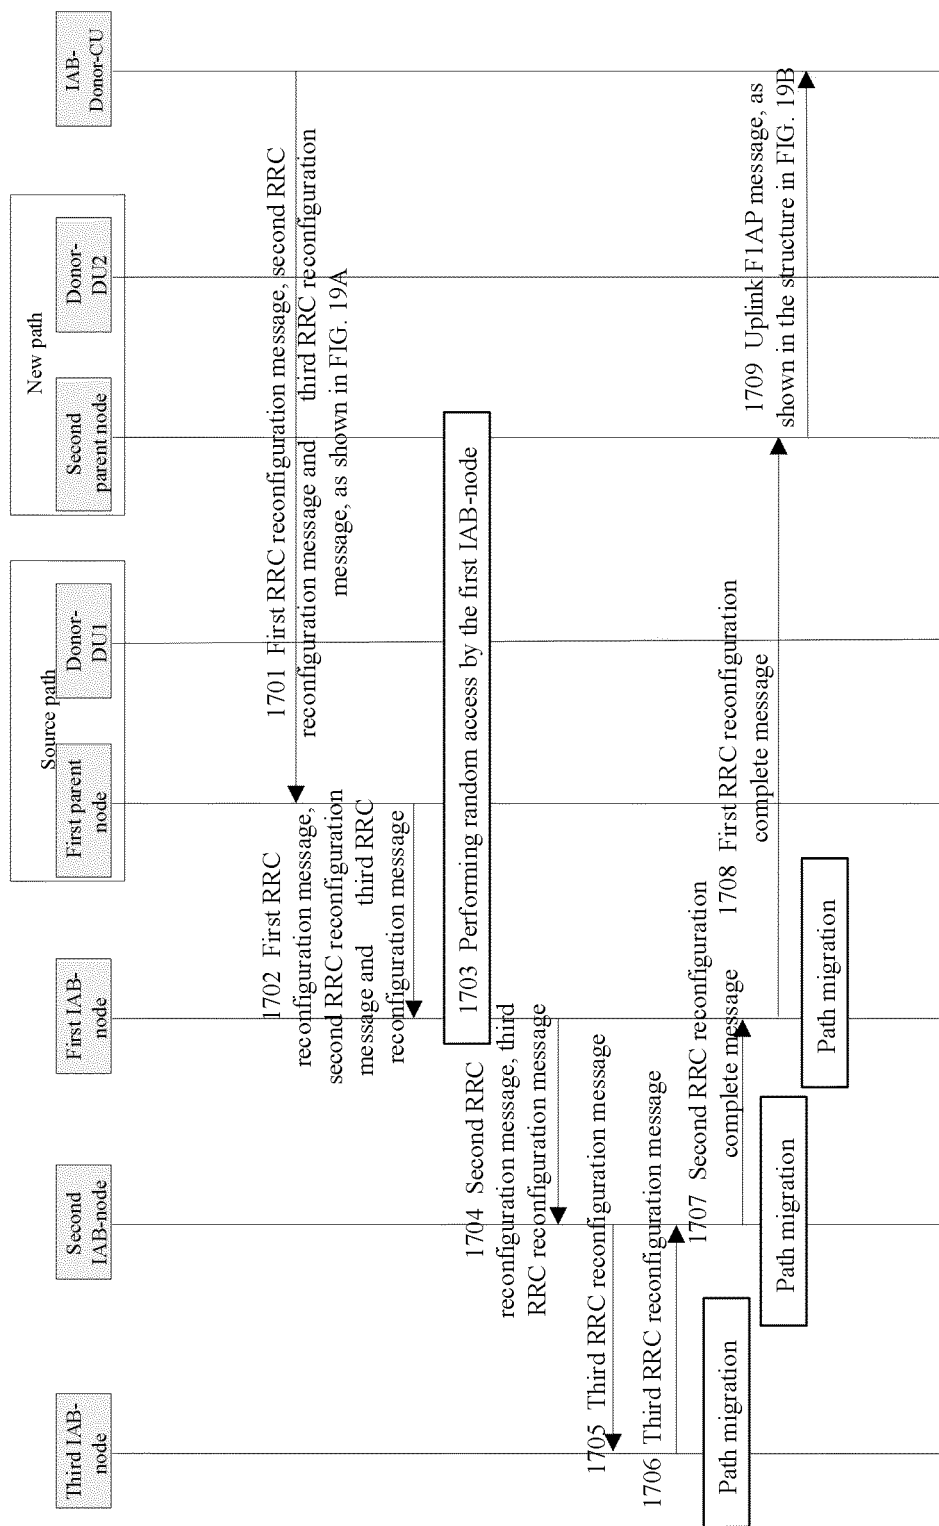 Third IAB-
node
Second
IAB-node
First IAB-
node
Source path
First parent
node
Donor-
DU1
New path
Second
parent node
Donor-
DU2
IAB-
Donor-CU
1701 First RRC reconfiguration message, second RRC
reconfiguration message and third RRC reconfiguration
message, as shown in FIG. 19A
1702 First RRC
reconfiguration message,
second RRC reconfiguration
message and third RRC
reconfiguration message
1703 Performing random access by the first IAB-node
1704 Second RRC
reconfiguration message, third
RRC reconfiguration message
1705 Third RRC reconfiguration message
1706 Third RRC reconfiguration message
Path migration
1707 Second RRC reconfiguration
complete message
Path migration
1708 First RRC reconfiguration
complete message
Path migration
1709 Uplink F1AP message, as
shown in the structure in FIG. 19B